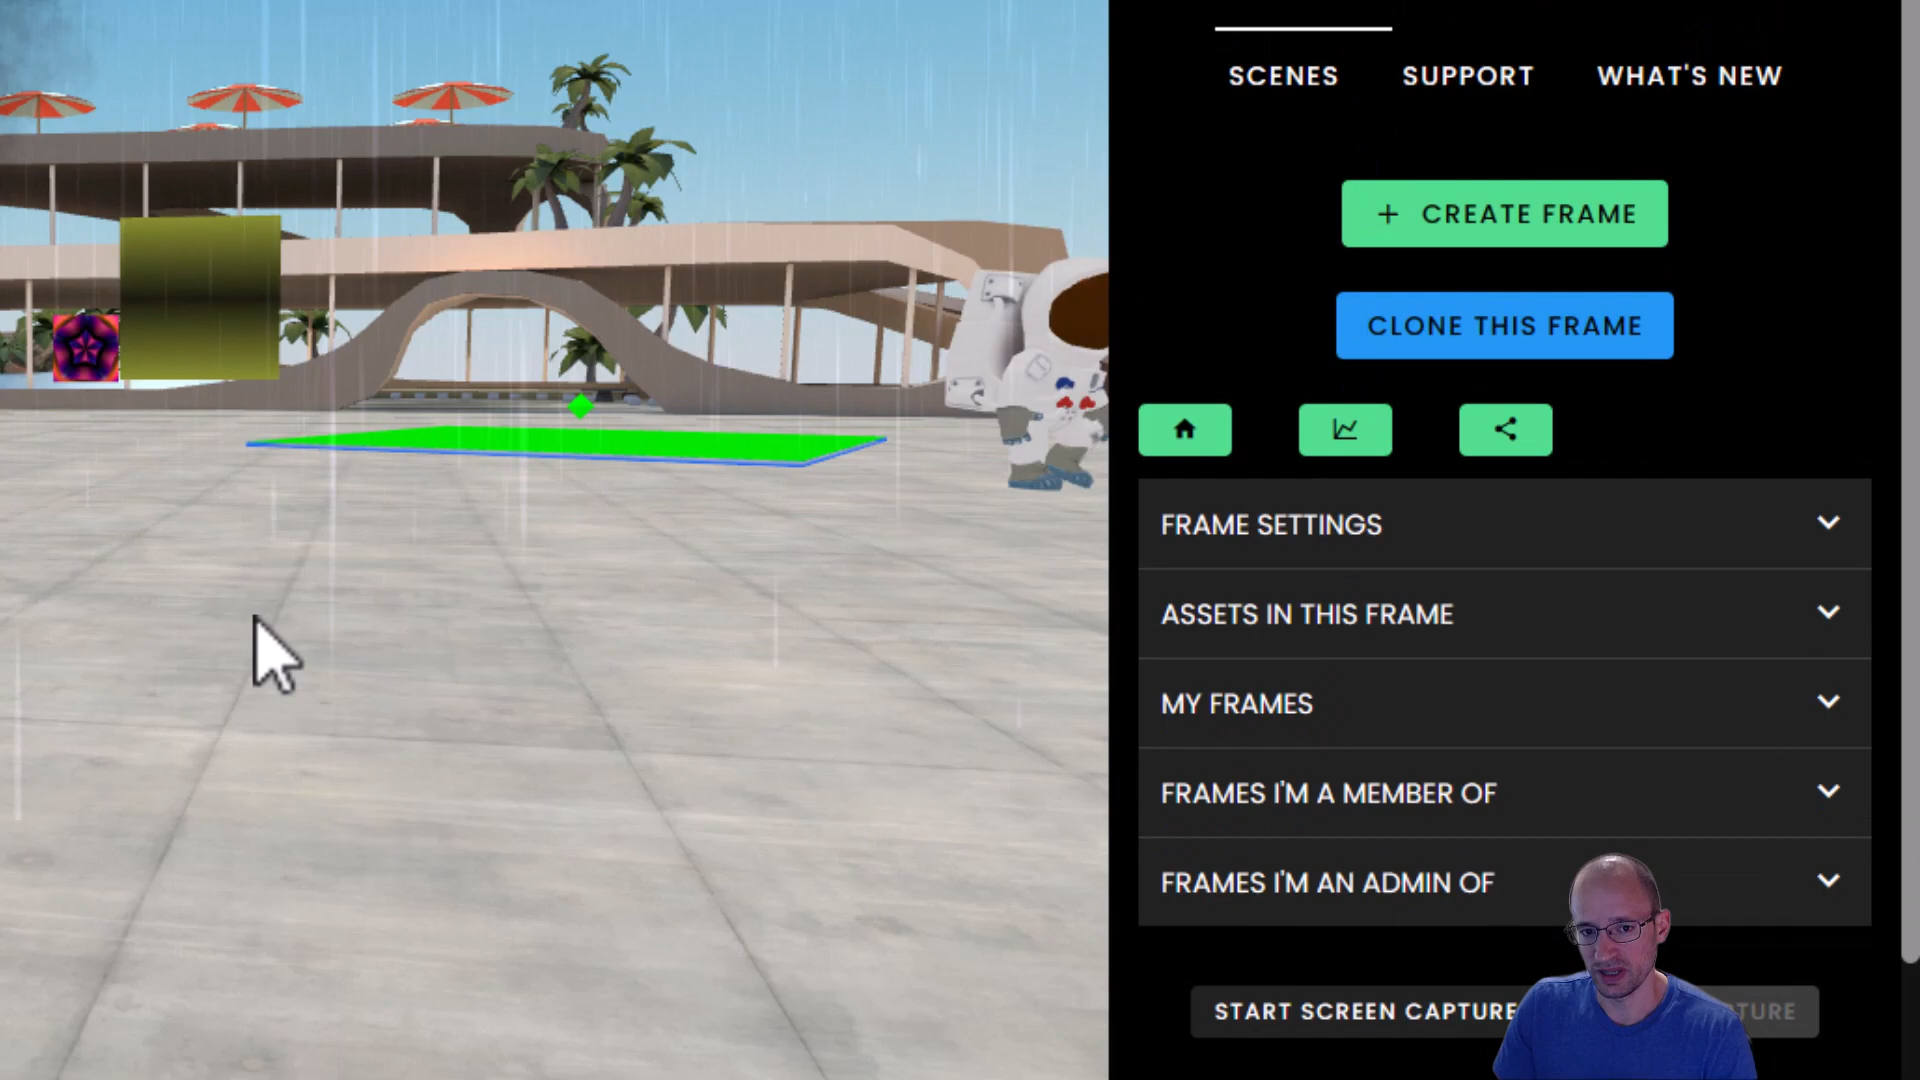 SCENES SUPPORT WHAT'S NEW
+ CREATE FRAME
CLONE THIS FRAME
FRAME SETTINGS
ASSETS IN THIS FRAME
MY FRAMES
FRAMES I'M A MEMBER OF
FRAMES I'M AN ADMIN OF
START SCREEN CAPTURE